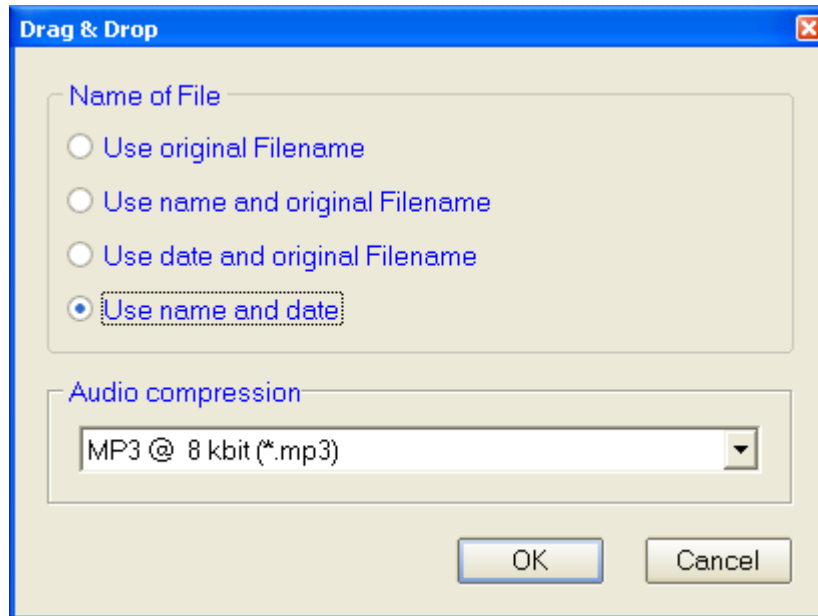 Drag & Drop
Name of File
Use original Filename
Use name and original Filename
Use date and original Filename
Use name and date
Audio compression
MP3 @  8 kbit (*.mp3)
OK
Cancel